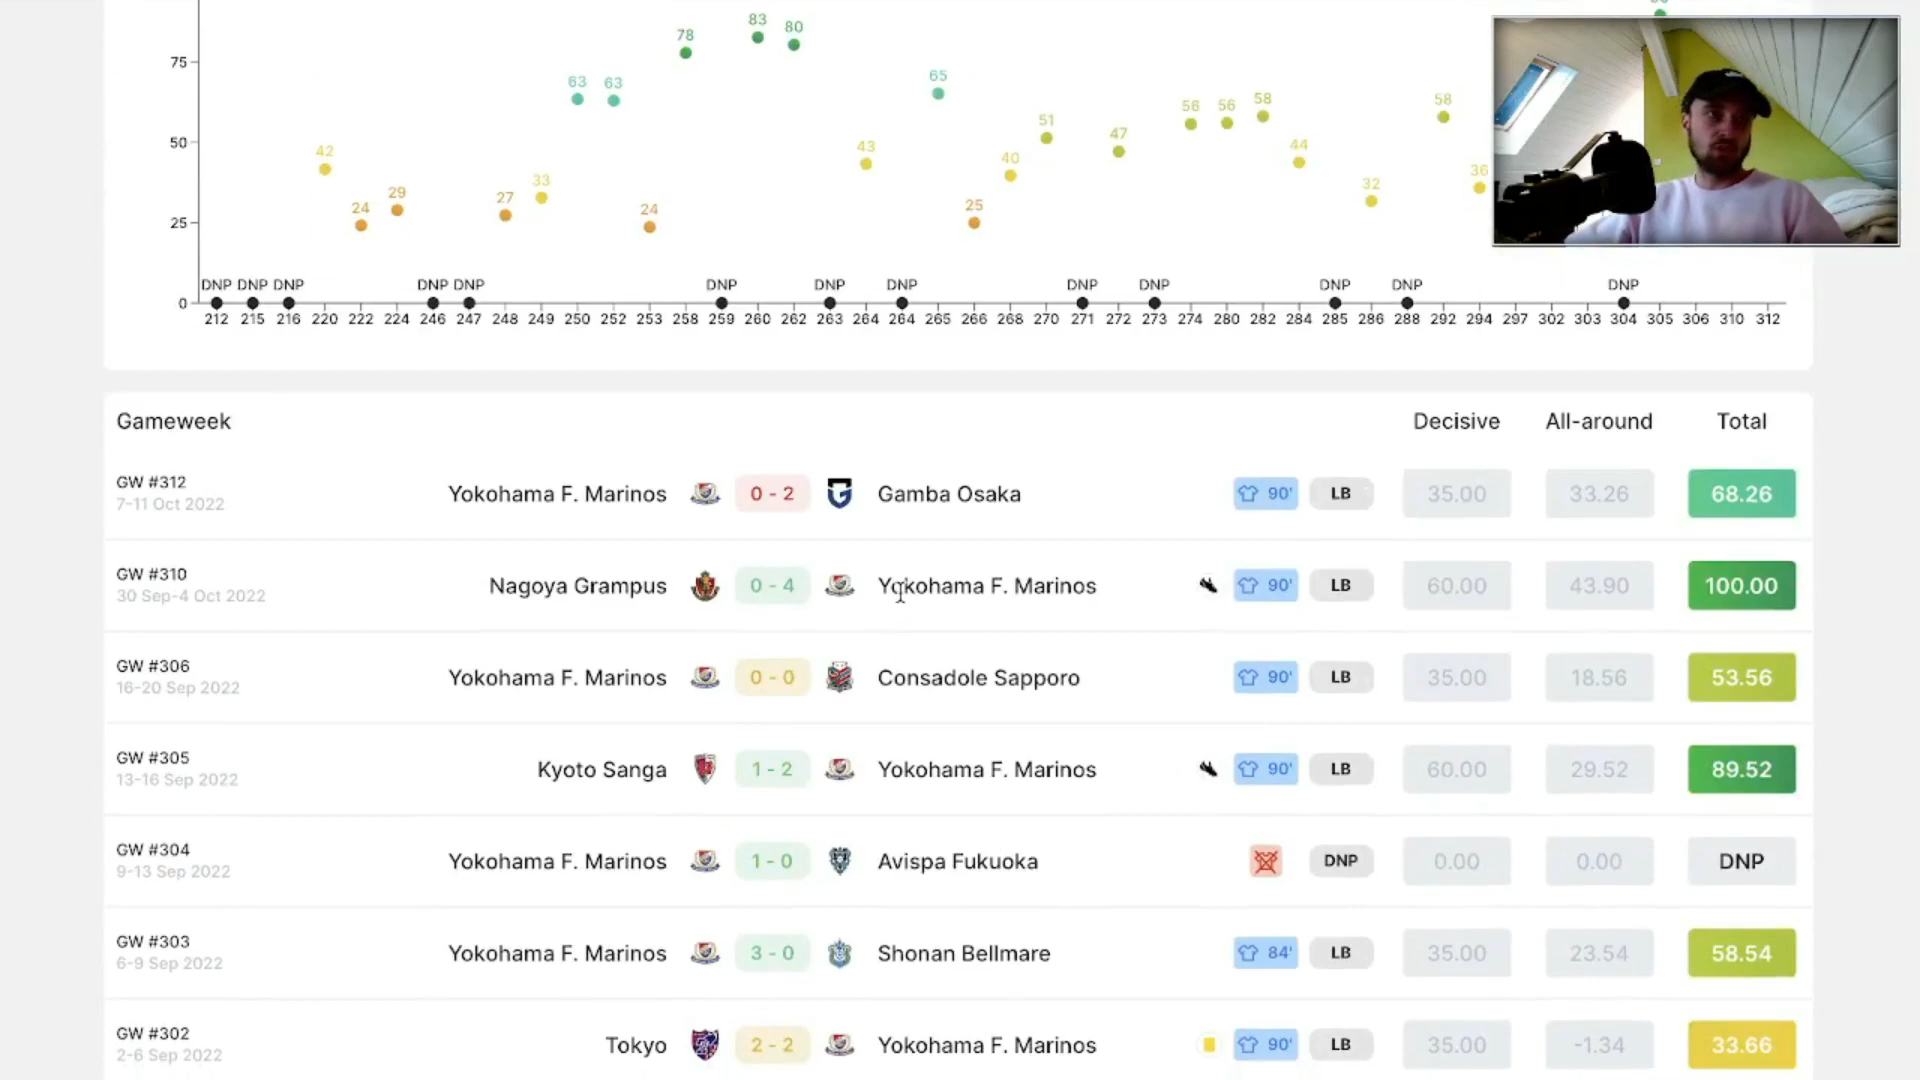 83
78
80
75
63
63
65
58
58
56
56
51
50
47
43
44
42
40
36
33
32
29
27
24
24
25
25
DNP DNP DNP DNP DNP DNP DNP DNP DNP DNP DNP DNP DNP
0
212 215 216 220 222 224 246 247 248 249 250 252 253 258 259 260 262 263 264 264 265 266 268 270 271 272 273 274 280 282 284 285 286 288 292 294 297 302 303 304 305 306 310 312
Gameweek Decisive All-around Total
GW #312
7-11 Oct 2022
Yokohama F. Marinos 0 - 2 Gamba Osaka 90' LB 35.00 33.26 68.26
GW #310
30 Sep-4 Oct 2022
Nagoya Grampus 0 - 4 Yokohama F. Marinos 90' LB 60.00 43.90 100.00
GW #306
16-20 Sep 2022
Yokohama F. Marinos 0 - 0 Consadole Sapporo 90' LB 35.00 18.56 53.56
GW #305
13-16 Sep 2022
Kyoto Sanga 1 - 2 Yokohama F. Marinos 90' LB 60.00 29.52 89.52
GW #304
9-13 Sep 2022
Yokohama F. Marinos 1 - 0 Avispa Fukuoka DNP 0.00 0.00 DNP
GW #303
6-9 Sep 2022
Yokohama F. Marinos 3 - 0 Shonan Bellmare 84' LB 35.00 23.54 58.54
GW #302
2-6 Sep 2022
Tokyo 2 - 2 Yokohama F. Marinos 90' LB 35.00 -1.34 33.66